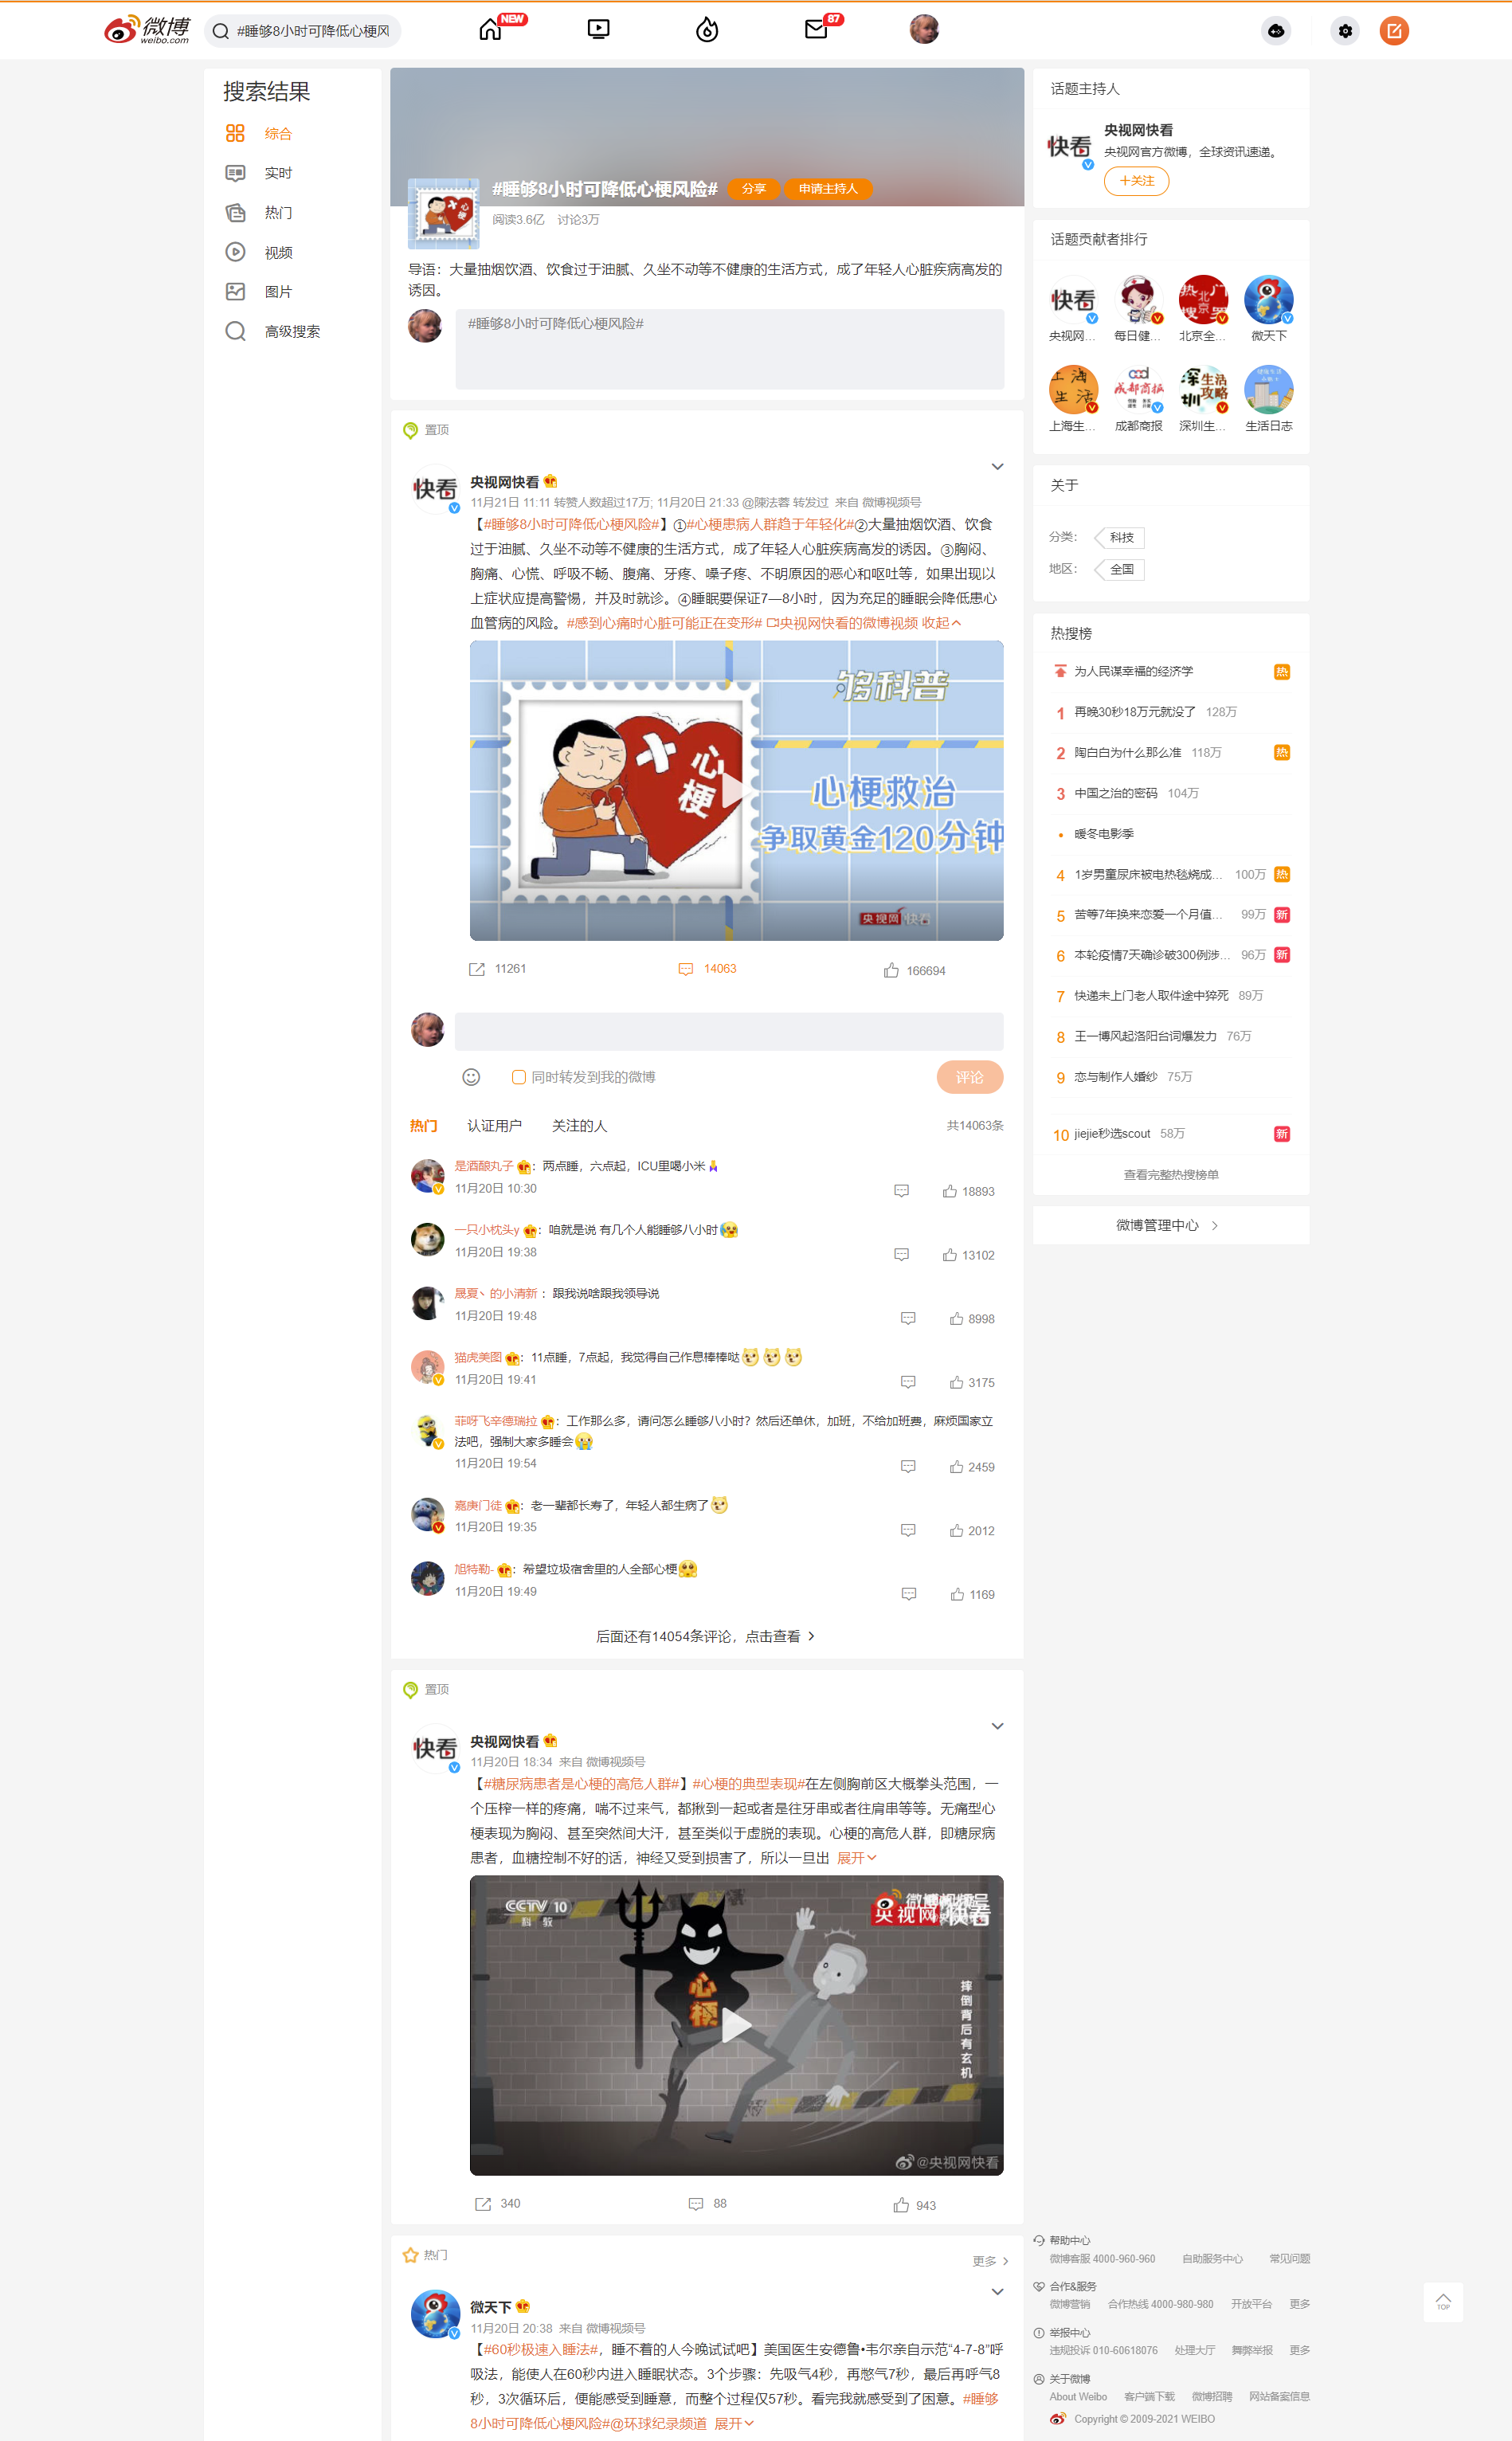 微博
weibo.com
#睡够8小时可降低心梗风
NEW
87
搜索结果
综合
实时
热门
视频
图片
高级搜索
#睡够8小时可降低心梗风险#
分享
申请主持人
心梗
阅读3.6亿 讨论3万
导语：大量抽烟饮酒、饮食过于油腻、久坐不动等不健康的生活方式，成了年轻人心脏疾病高发的
诱因。
#睡够8小时可降低心梗风险#
置顶
快看
央视网快看
11月21日 11:11 转赞人数超过17万; 11月20日 21:33 @陳法蓉 转发过 来自 微博视频号
【#睡够8小时可降低心梗风险#】①#心梗患病人群趋于年轻化#②大量抽烟饮酒、饮食
过于油腻、久坐不动等不健康的生活方式，成了年轻人心脏疾病高发的诱因。③胸闷、
胸痛、心慌、呼吸不畅、腹痛、牙疼、嗓子疼、不明原因的恶心和呕吐等，如果出现以
上症状应提高警惕，并及时就诊。④睡眠要保证7—8小时，因为充足的睡眠会降低患心
血管病的风险。#感到心痛时心脏可能正在变形# 央视网快看的微博视频 收起
够科普
心梗
心梗救治
争取黄金120分钟
央视网 快看
11261
14063
166694
同时转发到我的微博
评论
热门
认证用户
关注的人
共14063条
是酒酿丸子：两点睡，六点起，ICU里喝小米
11月20日 10:30
18893
一只小枕头y：咱就是说 有几个人能睡够八小时
11月20日 19:38
13102
晟夏丶的小清新：跟我说啥跟我领导说
11月20日 19:48
8998
猫虎美图：11点睡，7点起，我觉得自己作息棒棒哒
11月20日 19:41
3175
菲呀飞辛德瑞拉：工作那么多，请问怎么睡够八小时？然后还单休，加班，不给加班费，麻烦国家立
法吧，强制大家多睡会
11月20日 19:54
2459
嘉庚门徒：老一辈都长寿了，年轻人都生病了
11月20日 19:35
2012
旭特勒-：希望垃圾宿舍里的人全部心梗
11月20日 19:49
1169
后面还有14054条评论，点击查看
置顶
快看
央视网快看
11月20日 18:34 来自 微博视频号
【#糖尿病患者是心梗的高危人群#】#心梗的典型表现#在左侧胸前区大概拳头范围，一
个压榨一样的疼痛，喘不过来气，都揪到一起或者是往牙串或者往肩串等等。无痛型心
梗表现为胸闷、甚至突然间大汗，甚至类似于虚脱的表现。心梗的高危人群，即糖尿病
患者，血糖控制不好的话，神经又受到损害了，所以一旦出 展开
CCTV 10
科教
微博视频号
央视网 快看
心梗
摔倒背后有玄机
@央视网快看
340
88
943
热门
更多
微天下
11月20日 20:38 来自 微博视频号
【#60秒极速入睡法#，睡不着的人今晚试试吧】美国医生安德鲁•韦尔亲自示范“4-7-8”呼
吸法，能使人在60秒内进入睡眠状态。3个步骤：先吸气4秒，再憋气7秒，最后再呼气8
秒，3次循环后，便能感受到睡意，而整个过程仅57秒。看完我就感受到了困意。#睡够
8小时可降低心梗风险#@环球纪录频道 展开
话题主持人
快看
央视网快看
央视网官方微博，全球资讯速递。
+关注
话题贡献者排行
快看
热门
北京
搜罗
央视网...
每日健...
北京全...
微天下
上海
生活
成都商报
深圳
生活
攻略
上海生...
成都商报
深圳生...
生活日志
关于
分类：
科技
地区：
全国
热搜榜
为人民谋幸福的经济学
热
1 再晚30秒18万元就没了 128万
2 陶白白为什么那么准 118万 热
3 中国之治的密码 104万
• 暖冬电影季
4 1岁男童尿床被电热毯烧成... 100万 热
5 苦等7年换来恋爱一个月值... 99万 新
6 本轮疫情7天确诊破300例涉... 96万 新
7 快递未上门老人取件途中猝死 89万
8 王一博风起洛阳台词爆发力 76万
9 恋与制作人婚纱 75万
10 jiejie秒选scout 58万 新
查看完整热搜榜单
微博管理中心
帮助中心
微博客服 4000-960-960 自助服务中心 常见问题
合作&服务
微博营销 合作热线 4000-980-980 开放平台 更多
举报中心
违规投诉 010-60618076 处理大厅 舞弊举报 更多
关于微博
About Weibo 客户端下载 微博招聘 网站备案信息
Copyright © 2009-2021 WEIBO
TOP